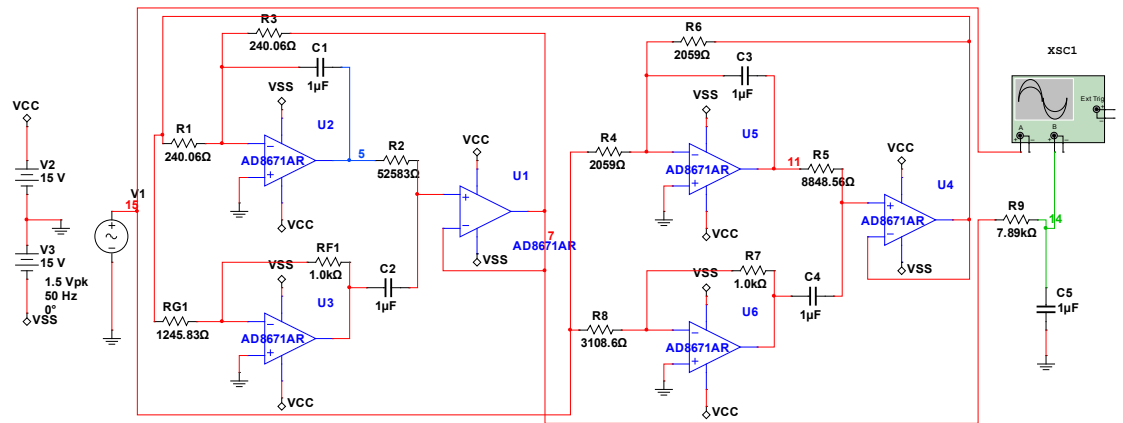 R3
240.06Ω
C1
1µF
VSS
U2
R1
240.06Ω
AD8671AR
5
R2
52583Ω
VCC
VCC
U1
AD8671AR
7
VSS
VCC
V2
15 V
V1
15
V3
15 V
1.5 Vpk
50 Hz
0°
VSS
VSS
RF1
1.0kΩ
C2
1µF
U3
RG1
1245.83Ω
AD8671AR
VCC
R6
2059Ω
C3
1µF
VSS
U5
R4
2059Ω
AD8671AR
11
R5
8848.56Ω
VCC
VCC
U4
AD8671AR
VSS
VSS
R7
1.0kΩ
C4
1µF
U6
R8
3108.6Ω
AD8671AR
VCC
XSC1
Ext Trig
A
B
R9
7.89kΩ
14
C5
1µF